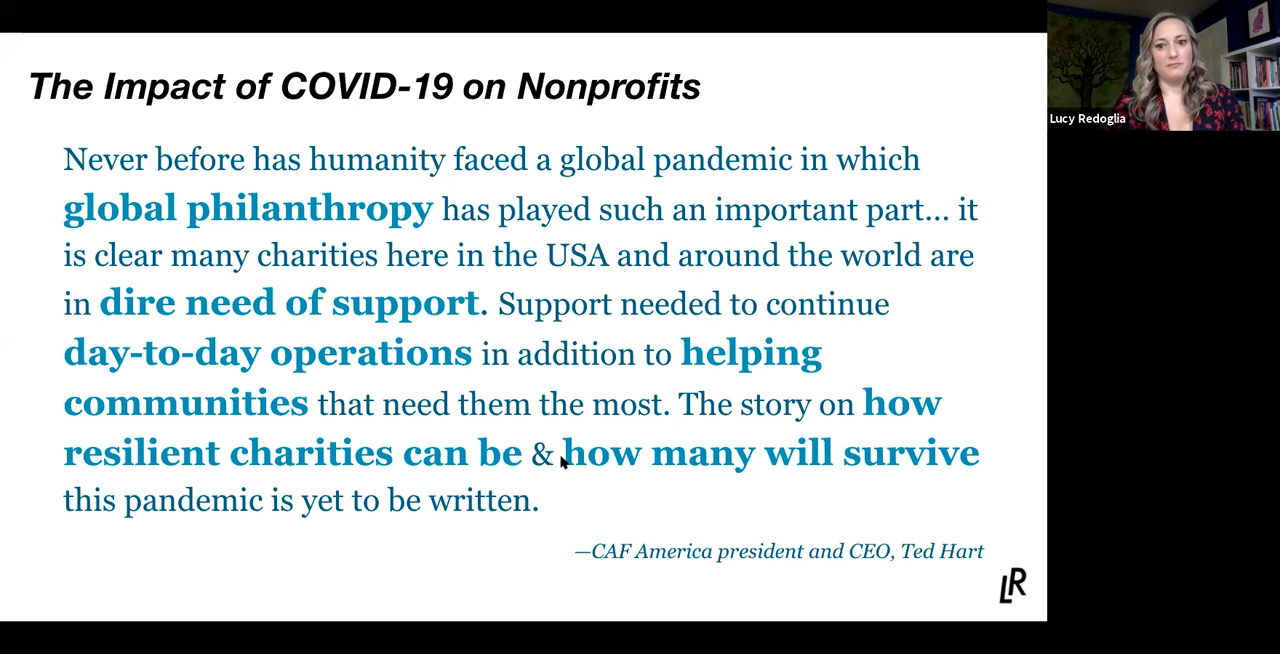 The Impact of COVID-19 on Nonprofits
Never before has humanity faced a global pandemic in which
global philanthropy has played such an important part... it
is clear many charities here in the USA and around the world are
in dire need of support. Support needed to continue
day-to-day operations in addition to helping
communities that need them the most. The story on how
resilient charities can be & how many will survive
this pandemic is yet to be written.
—CAF America president and CEO, Ted Hart
LR
Lucy Redoglia